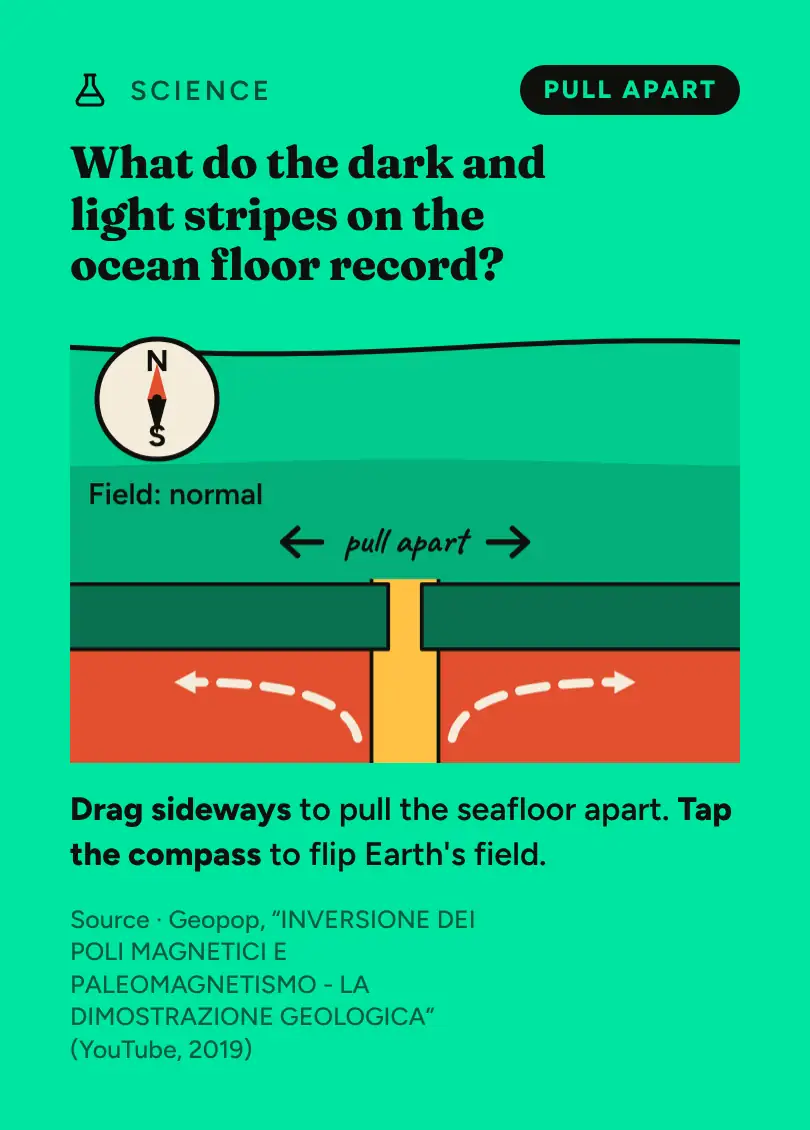 SCIENCE
PULL APART
What do the dark and
light stripes on the
ocean floor record?
N
S
Field: normal
pull apart
Drag sideways to pull the seafloor apart. Tap
the compass to flip Earth's field.
Source · Geopop, “INVERSIONE DEI
POLI MAGNETICI E
PALEOMAGNETISMO - LA
DIMOSTRAZIONE GEOLOGICA”
(YouTube, 2019)